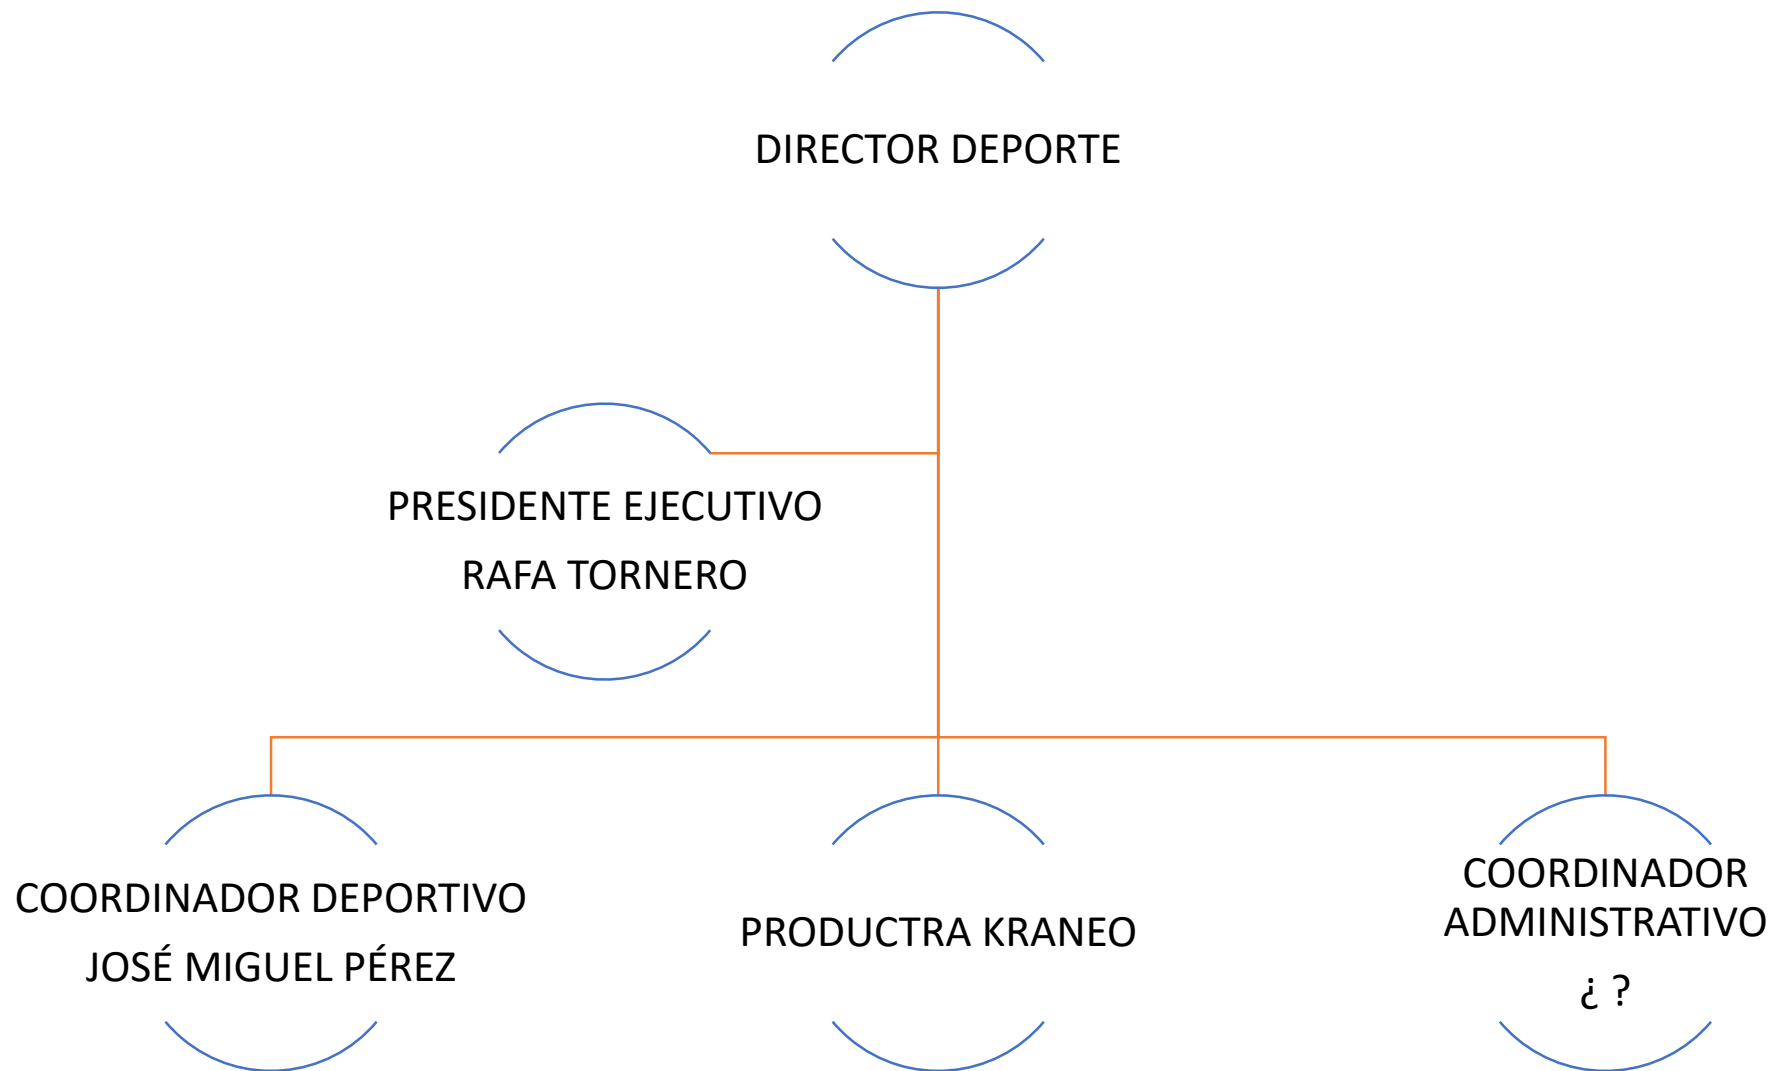 DIRECTOR DEPORTE
PRESIDENTE EJECUTIVO
RAFA TORNERO
COORDINADOR DEPORTIVO
JOSÉ MIGUEL PÉREZ
PRODUCTRA KRANEO
COORDINADOR
ADMINISTRATIVO
¿ ?